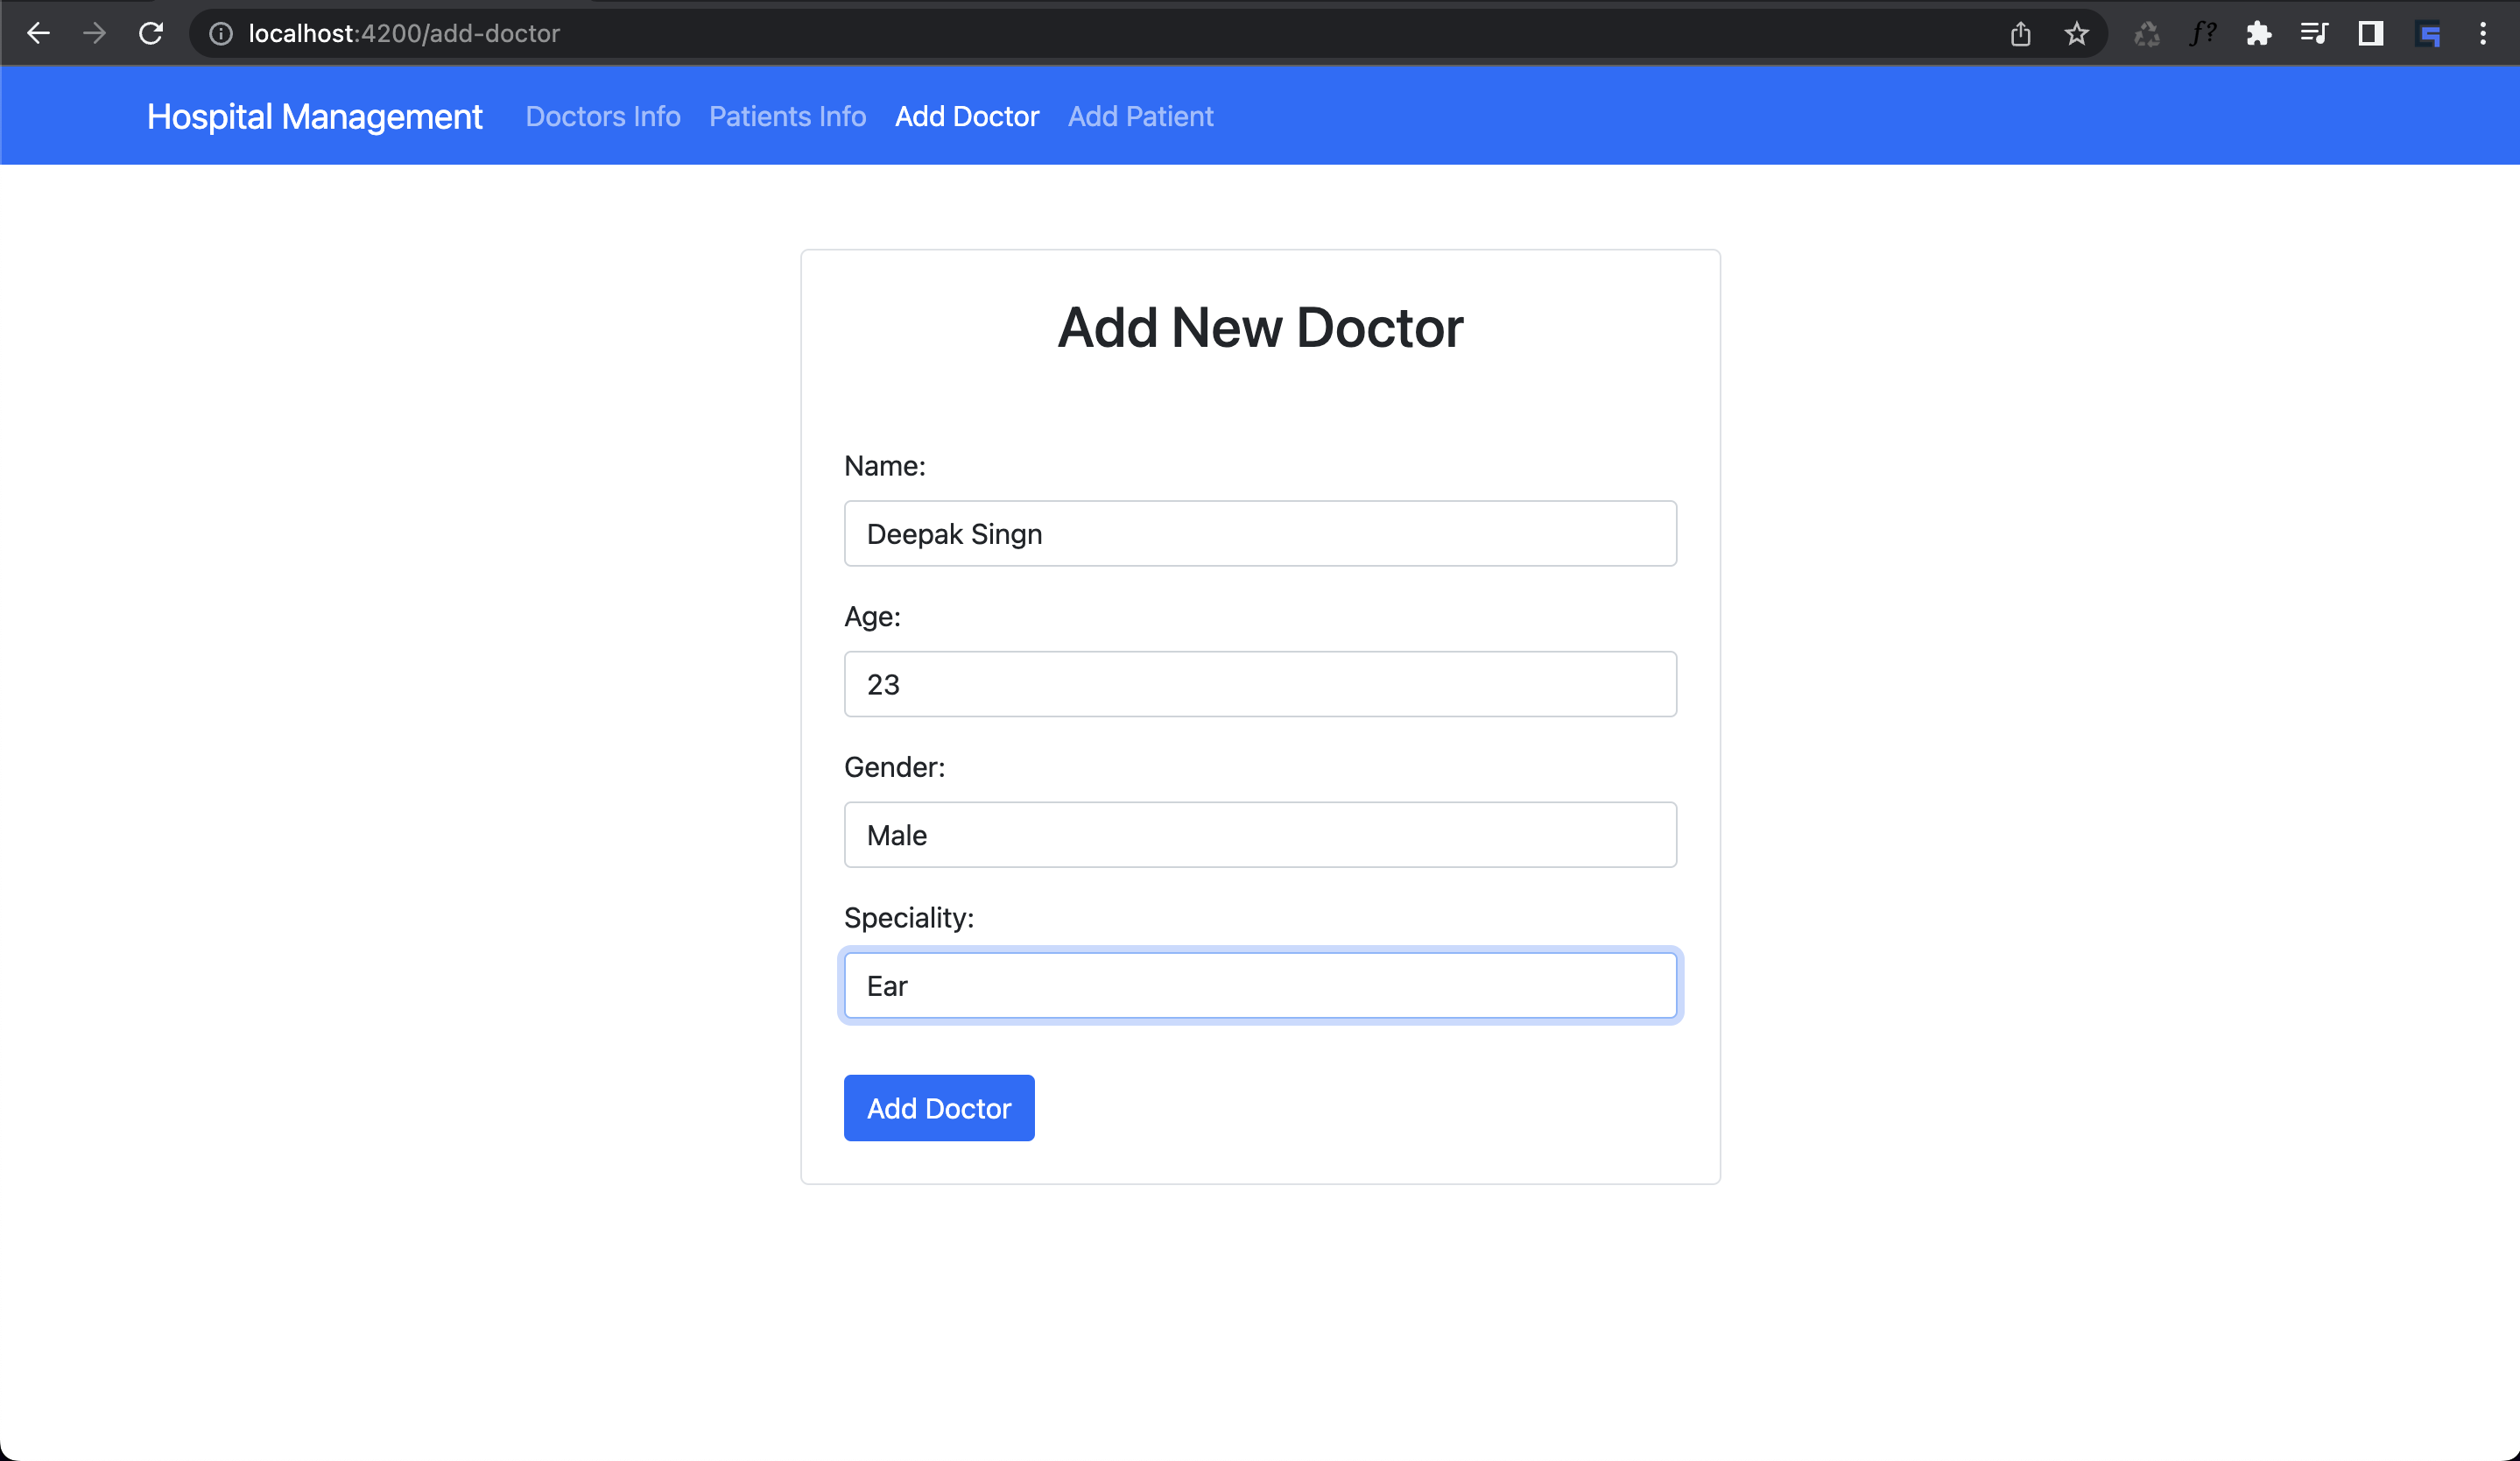 localhost:4200/add-doctor
f?
Hospital Management Doctors Info Patients Info Add Doctor Add Patient
Add New Doctor
Name:
Deepak Singn
Age:
23
Gender:
Male
Speciality:
Ear
Add Doctor